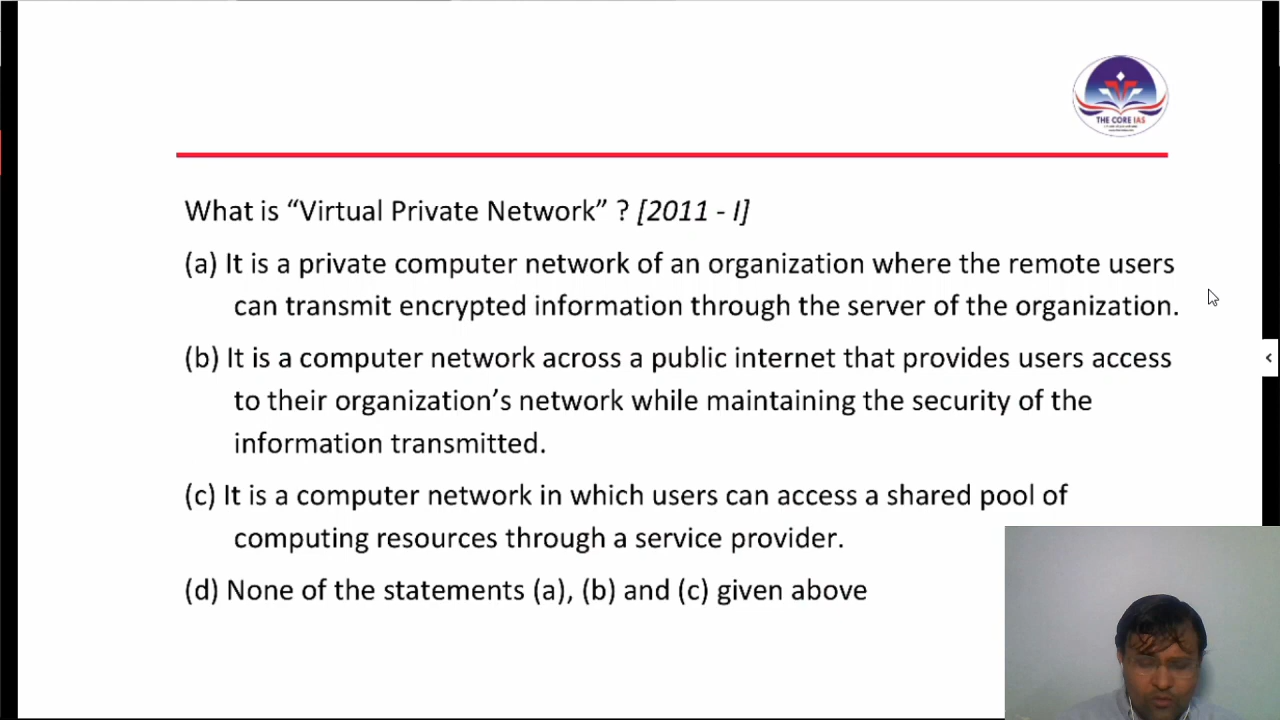 THE CORE IAS
What is “Virtual Private Network” ? [2011 - I]
(a) It is a private computer network of an organization where the remote users
can transmit encrypted information through the server of the organization.
(b) It is a computer network across a public internet that provides users access
to their organization’s network while maintaining the security of the
information transmitted.
(c) It is a computer network in which users can access a shared pool of
computing resources through a service provider.
(d) None of the statements (a), (b) and (c) given above